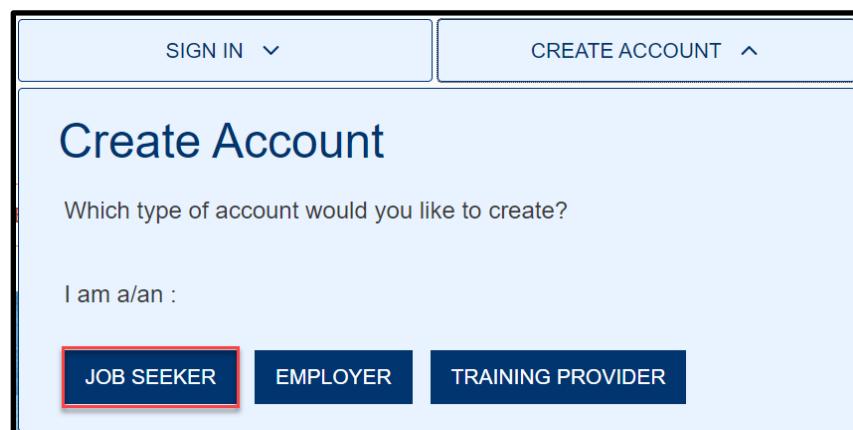 SIGN IN
CREATE ACCOUNT
Create Account
Which type of account would you like to create?
I am a/an :
JOB SEEKER
EMPLOYER
TRAINING PROVIDER